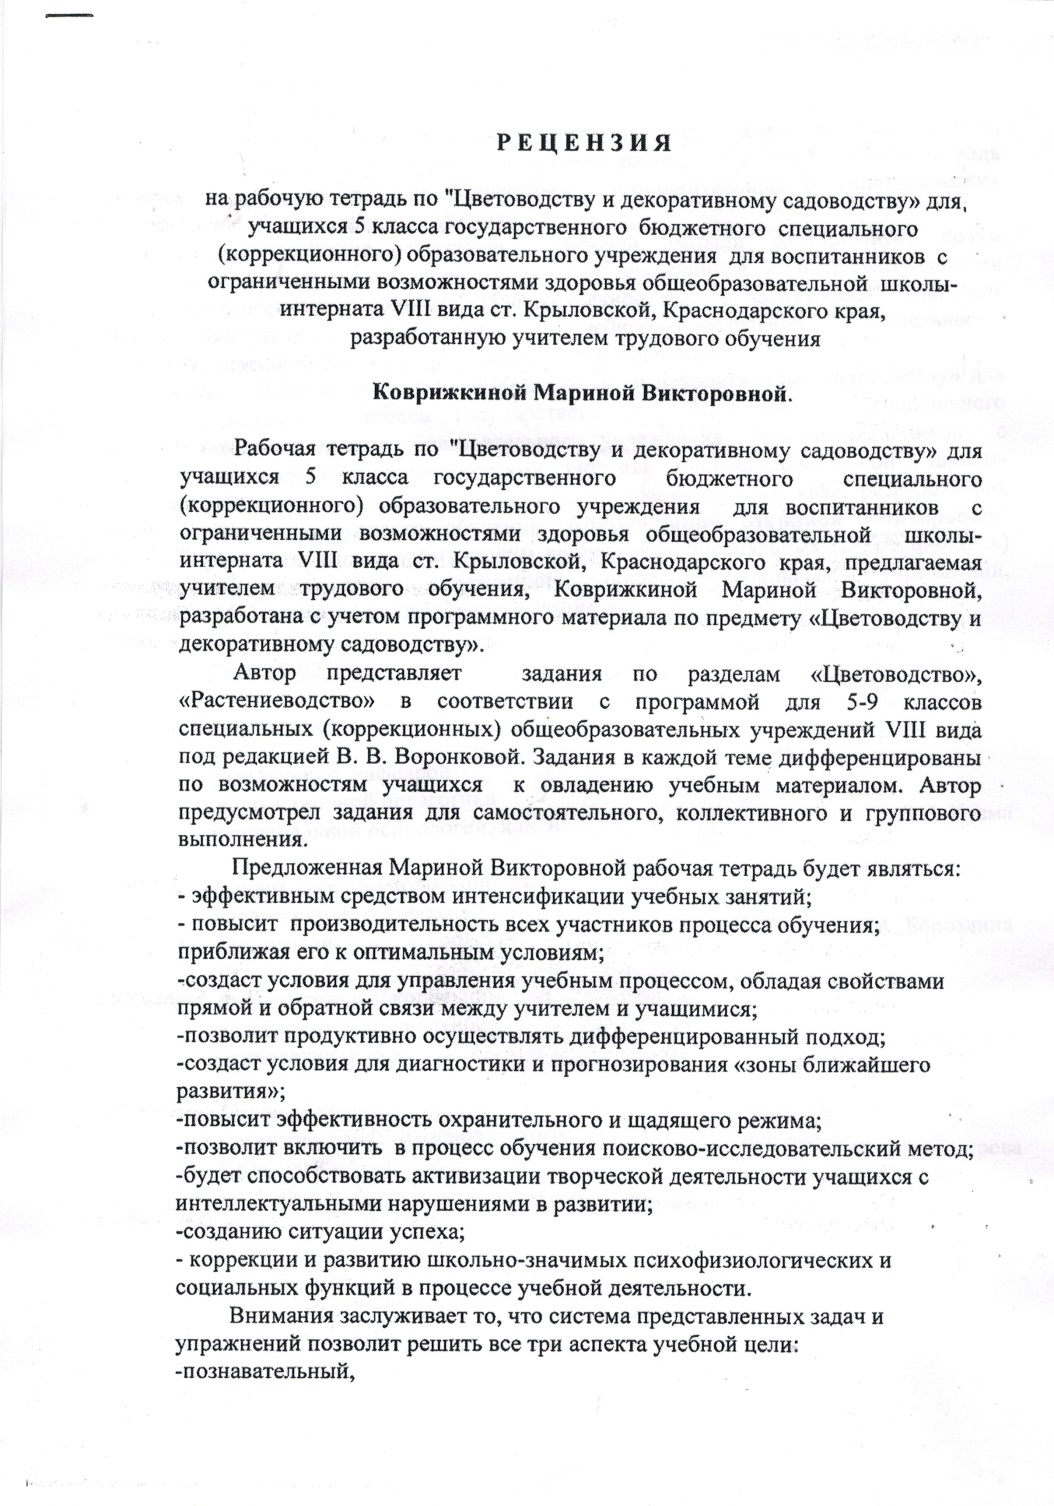 РЕЦЕНЗИЯ
на рабочую тетрадь по "Цветоводству и декоративному садоводству» для,
учащихся 5 класса государственного бюджетного специального
(коррекционного) образовательного учреждения для воспитанников с
ограниченными возможностями здоровья общеобразовательной школы-
интерната VIII вида ст. Крыловской, Краснодарского края,
разработанную учителем трудового обучения
Коврижкиной Мариной Викторовной.
Рабочая тетрадь по "Цветоводству и декоративному садоводству» для
учащихся 5 класса государственного бюджетного специального
(коррекционного) образовательного учреждения для воспитанников с
ограниченными возможностями здоровья общеобразовательной школы-
интерната VIII вида ст. Крыловской, Краснодарского края, предлагаемая
учителем трудового обучения, Коврижкиной Мариной Викторовной,
разработана с учетом программного материала по предмету «Цветоводству и
декоративному садоводству».
Автор представляет задания по разделам «Цветоводство»,
«Растениеводство» в соответствии с программой для 5-9 классов
специальных (коррекционных) общеобразовательных учреждений VIII вида
под редакцией В. В. Воронковой. Задания в каждой теме дифференцированы
по возможностям учащихся к овладению учебным материалом. Автор
предусмотрел задания для самостоятельного, коллективного и группового
выполнения.
Предложенная Мариной Викторовной рабочая тетрадь будет являться:
- эффективным средством интенсификации учебных занятий;
- повысит производительность всех участников процесса обучения;
приближая его к оптимальным условиям;
-создаст условия для управления учебным процессом, обладая свойствами
прямой и обратной связи между учителем и учащимися;
-позволит продуктивно осуществлять дифференцированный подход;
-создаст условия для диагностики и прогнозирования «зоны ближайшего
развития»;
-повысит эффективность охранительного и щадящего режима;
-позволит включить в процесс обучения поисково-исследовательский метод;
-будет способствовать активизации творческой деятельности учащихся с
интеллектуальными нарушениями в развитии;
-созданию ситуации успеха;
- коррекции и развитию школьно-значимых психофизиологических и
социальных функций в процессе учебной деятельности.
Внимания заслуживает то, что система представленных задач и
упражнений позволит решить все три аспекта учебной цели:
-познавательный,